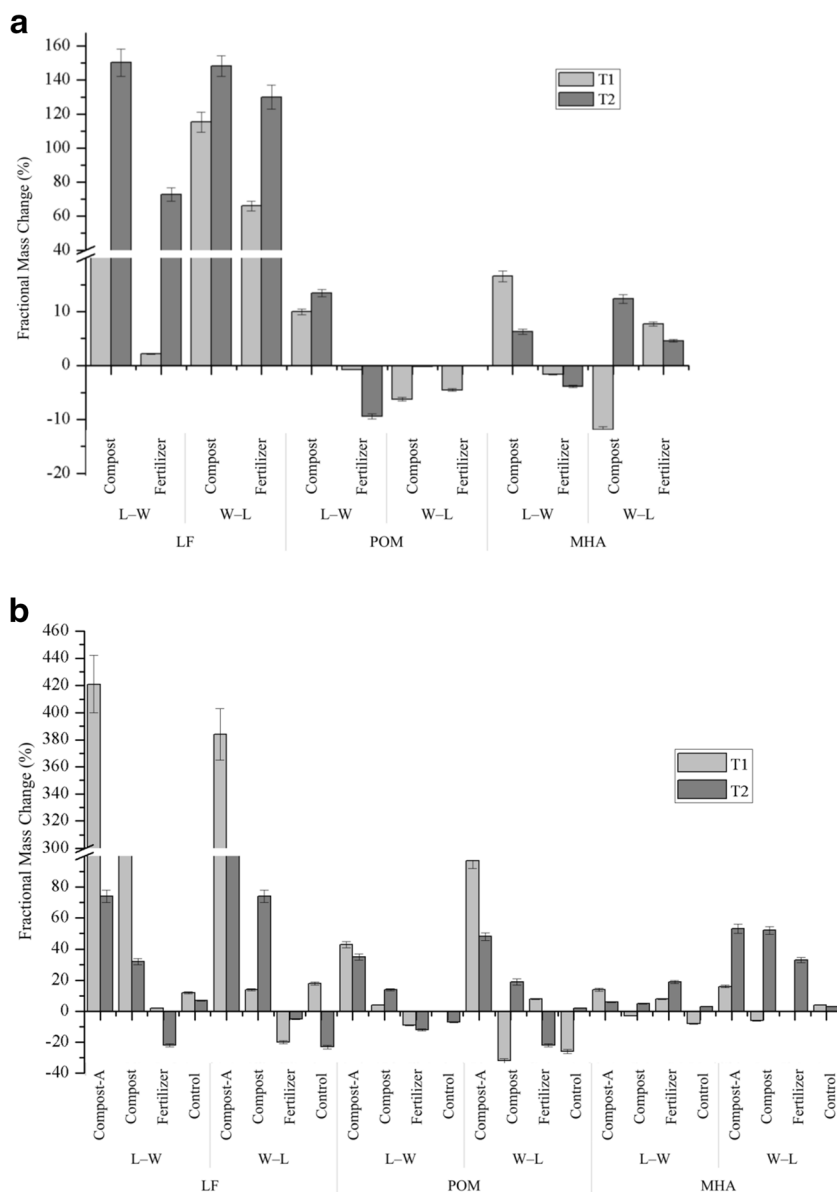 a
160
140
120
100
80
60
40
10
0
-10
-20
Fractional Mass Change (%)
T1
T2
Compost Fertilizer Compost Fertilizer Compost Fertilizer Compost Fertilizer Compost Fertilizer Compost Fertilizer
L–W W–L L–W W–L L–W W–L
LF POM MHA
b
460
440
420
400
380
360
340
320
300
80
60
40
20
0
-20
-40
Fractional Mass Change (%)
T1
T2
Compost-A Compost Fertilizer Control Compost-A Compost Fertilizer Control Compost-A Compost Fertilizer Control Compost-A Compost Fertilizer Control Compost-A Compost Fertilizer Control Compost-A Compost Fertilizer Control
L–W W–L L–W W–L L–W W–L
LF POM MHA